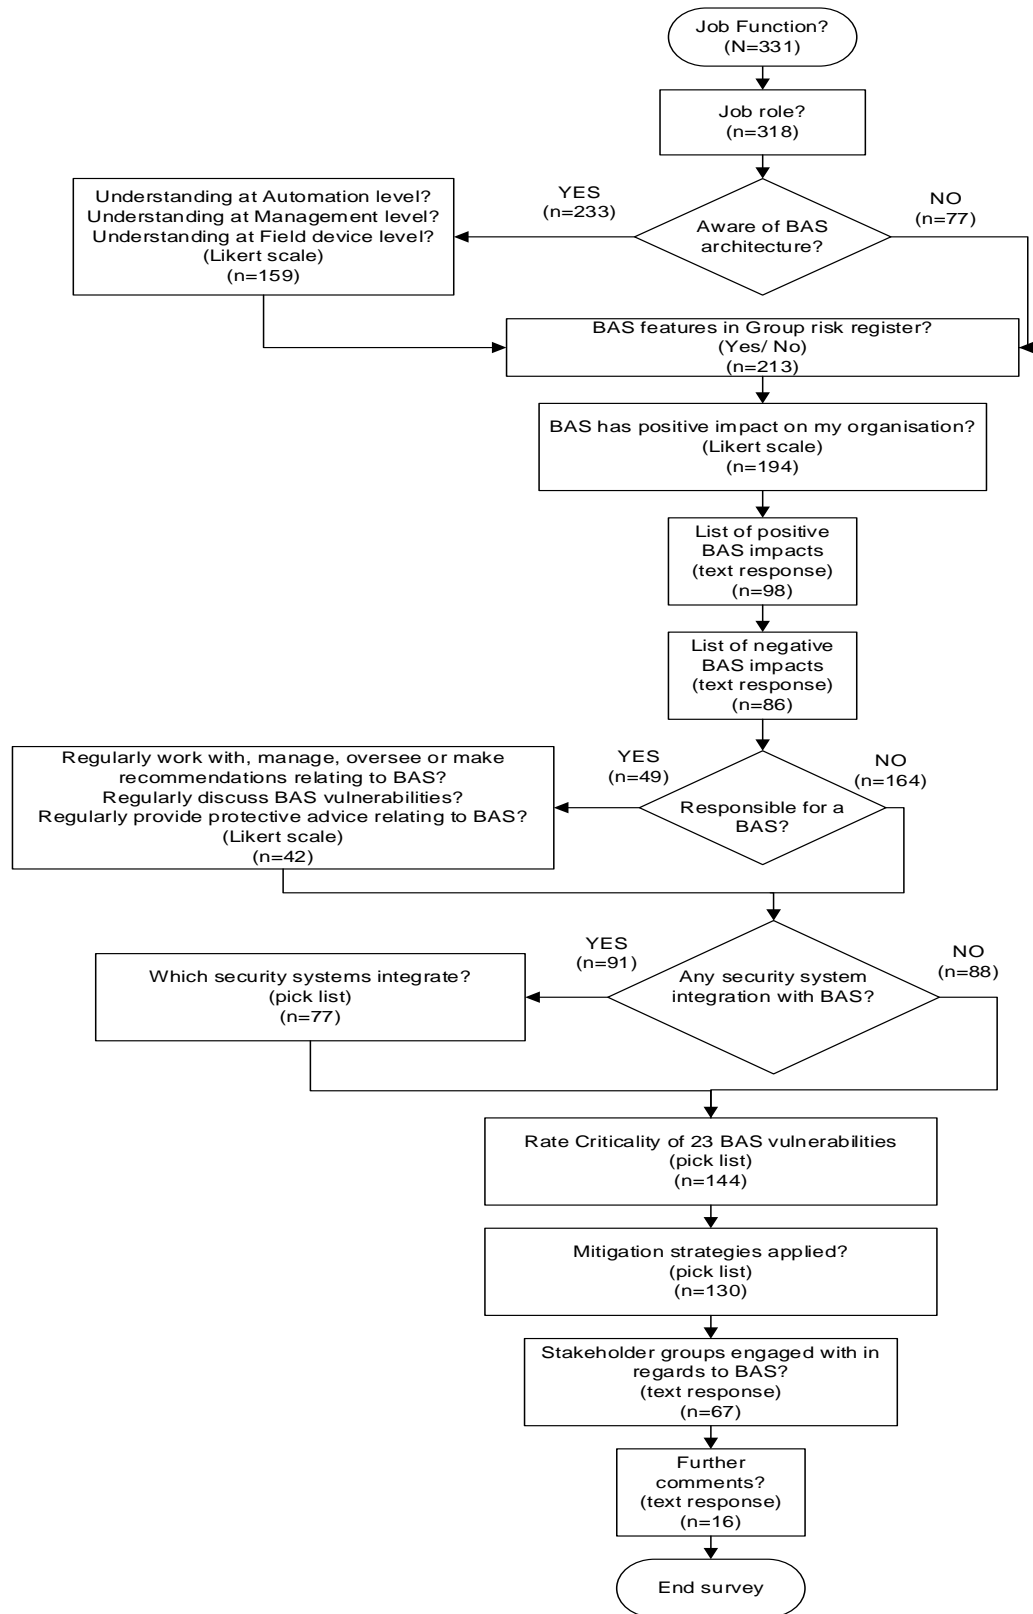 Job Function?
(N=331)
Job role?
(n=318)
Understanding at Automation level?
Understanding at Management level?
Understanding at Field device level?
(Likert scale)
(n=159)
YES
(n=233)
Aware of BAS
architecture?
NO
(n=77)
BAS features in Group risk register?
(Yes/ No)
(n=213)
BAS has positive impact on my organisation?
(Likert scale)
(n=194)
List of positive
BAS impacts
(text response)
(n=98)
List of negative
BAS impacts
(text response)
(n=86)
Regularly work with, manage, oversee or make
recommendations relating to BAS?
Regularly discuss BAS vulnerabilities?
Regularly provide protective advice relating to BAS?
(Likert scale)
(n=42)
YES
(n=49)
Responsible for a
BAS?
NO
(n=164)
Which security systems integrate?
(pick list)
(n=77)
YES
(n=91)
Any security system
integration with BAS?
NO
(n=88)
Rate Criticality of 23 BAS vulnerabilities
(pick list)
(n=144)
Mitigation strategies applied?
(pick list)
(n=130)
Stakeholder groups engaged with in
regards to BAS?
(text response)
(n=67)
Further
comments?
(text response)
(n=16)
End survey